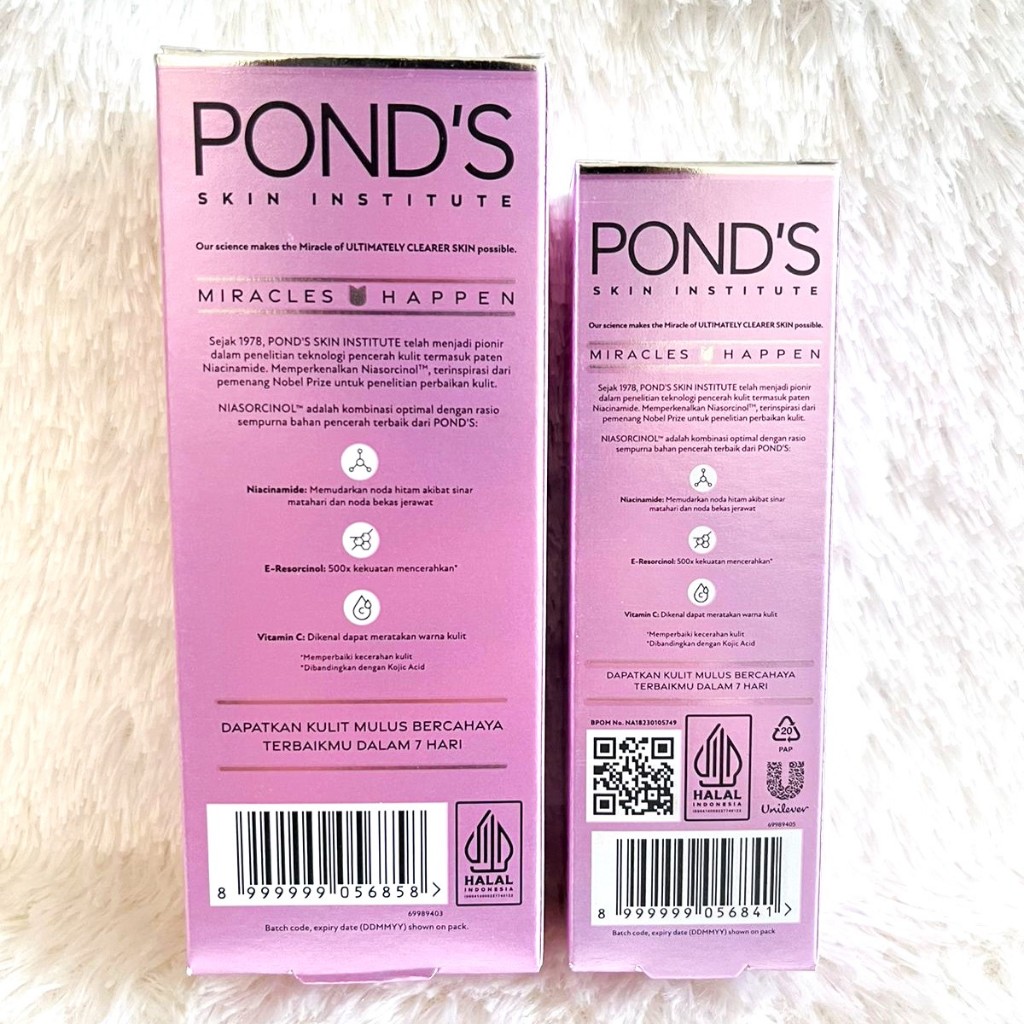 POND'S
SKIN INSTITUTE
Our science makes the Miracle of ULTIMATELY CLEARER SKIN possible.
MIRACLES HAPPEN
Sejak 1978, POND'S SKIN INSTITUTE telah menjadi pionir
dalam penelitian teknologi pencerah kulit termasuk paten
Niacinamide. Memperkenalkan Niasorcinol™, terinspirasi dari
pemenang Nobel Prize untuk penelitian perbaikan kulit.
NIASORCINOL™ adalah kombinasi optimal dengan rasio
sempurna bahan pencerah terbaik dari POND'S:
Niacinamide: Memudarkan noda hitam akibat sinar
matahari dan noda bekas jerawat
E-Resorcinol: 500x kekuatan mencerahkan*
C
Vitamin C: Dikenal dapat meratakan warna kulit
*Memperbaiki kecerahan kulit
*Dibandingkan dengan Kojic Acid
DAPATKAN KULIT MULUS BERCAHAYA
TERBAIKMU DALAM 7 HARI
8 999999 056858 >
HALAL
INDONESIA
69989403
Batch code, expiry date (DDMMYY) shown on pack.
POND'S
SKIN INSTITUTE
Our science makes the Miracle of ULTIMATELY CLEARER SKIN possible.
MIRACLES HAPPEN
Sejak 1978, POND'S SKIN INSTITUTE telah menjadi pionir
dalam penelitian teknologi pencerah kulit termasuk paten
Niacinamide. Memperkenalkan Niasorcinol™, terinspirasi dari
pemenang Nobel Prize untuk penelitian perbaikan kulit.
NIASORCINOL™ adalah kombinasi optimal dengan rasio
sempurna bahan pencerah terbaik dari POND'S:
Niacinamide: Memudarkan noda hitam akibat sinar
matahari dan noda bekas jerawat
E-Resorcinol: 500x kekuatan mencerahkan*
C
Vitamin C: Dikenal dapat meratakan warna kulit
*Memperbaiki kecerahan kulit
*Dibandingkan dengan Kojic Acid
DAPATKAN KULIT MULUS BERCAHAYA
TERBAIKMU DALAM 7 HARI
BPOM No. NA18230105749
HALAL
INDONESIA
20
PAP
Unilever
69989405
8 999999 056841 >
Batch code, expiry date (DDMMYY) shown on pack.